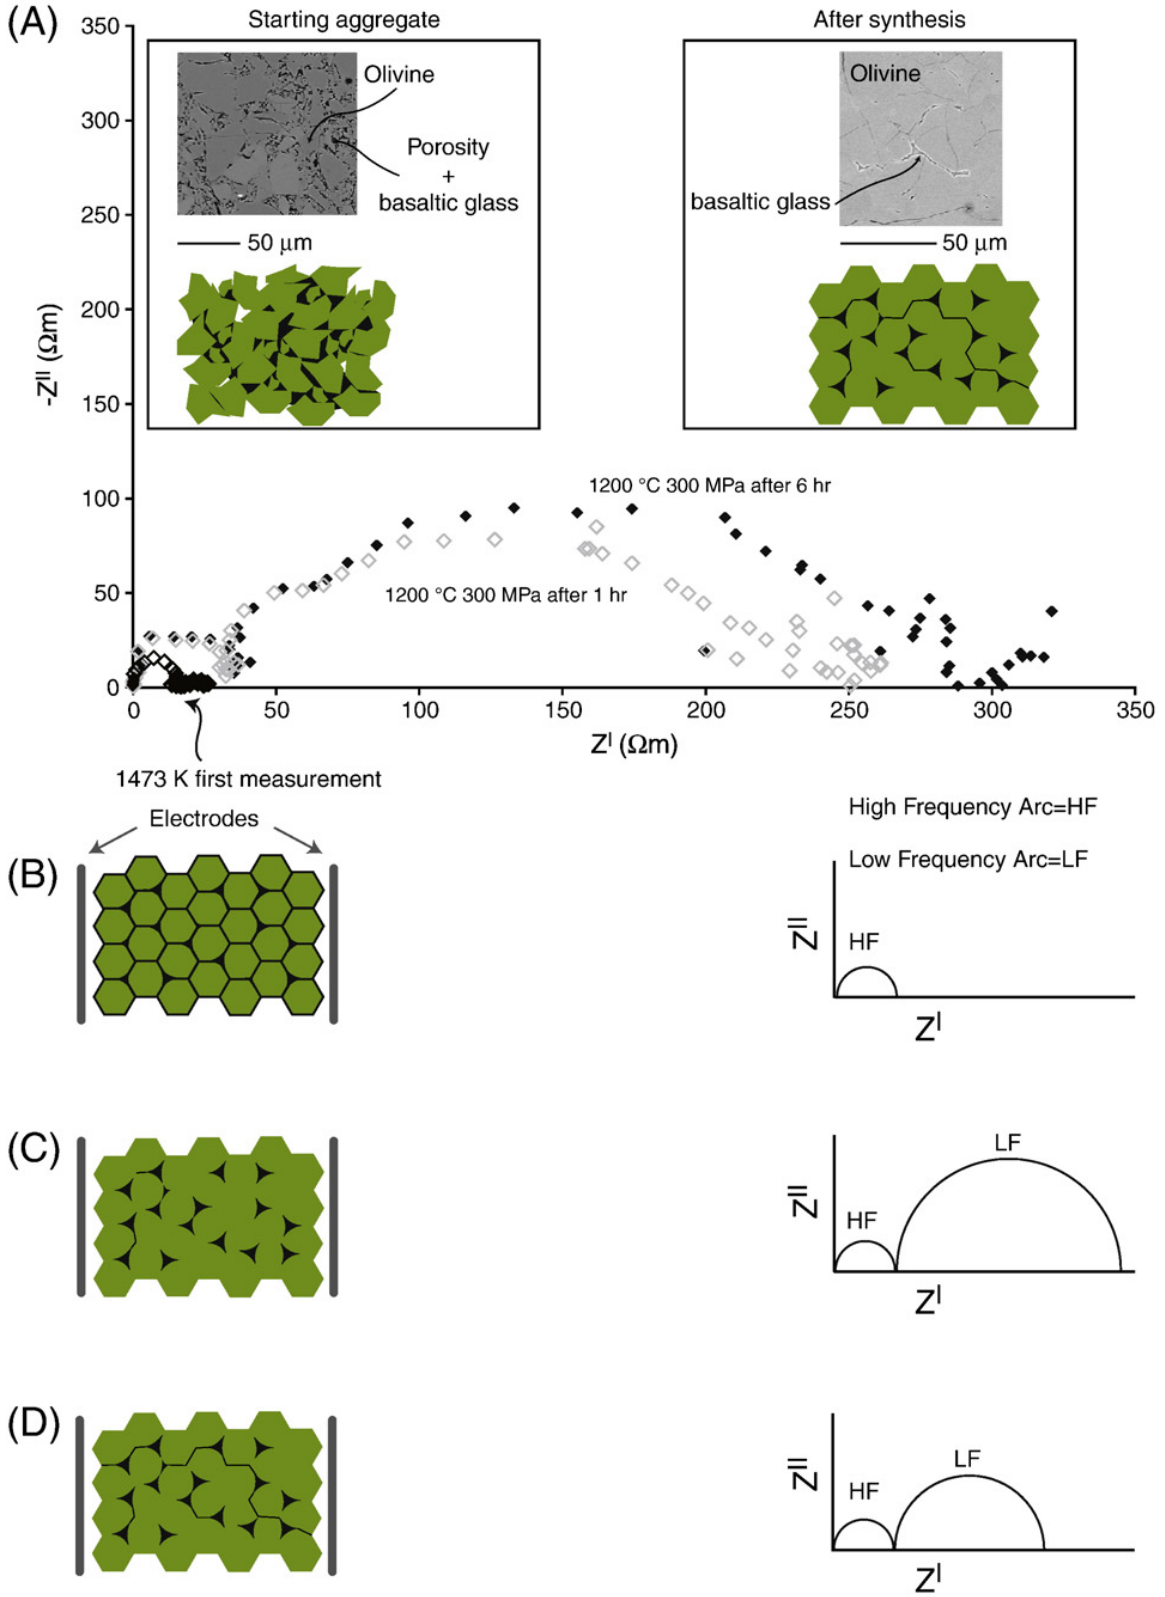 (A)
Starting aggregate
After synthesis
Olivine
Porosity
+
basaltic glass
50 μm
Olivine
basaltic glass
50 μm
350
300
250
200
150
100
50
0
-Z^II (Ωm)
1200 °C 300 MPa after 6 hr
1200 °C 300 MPa after 1 hr
0 50 100 150 200 250 300 350
Z^I (Ωm)
1473 K first measurement
Electrodes
High Frequency Arc=HF
Low Frequency Arc=LF
(B)
HF
Z^II
Z^I
(C)
LF
HF
Z^II
Z^I
(D)
LF
HF
Z^II
Z^I